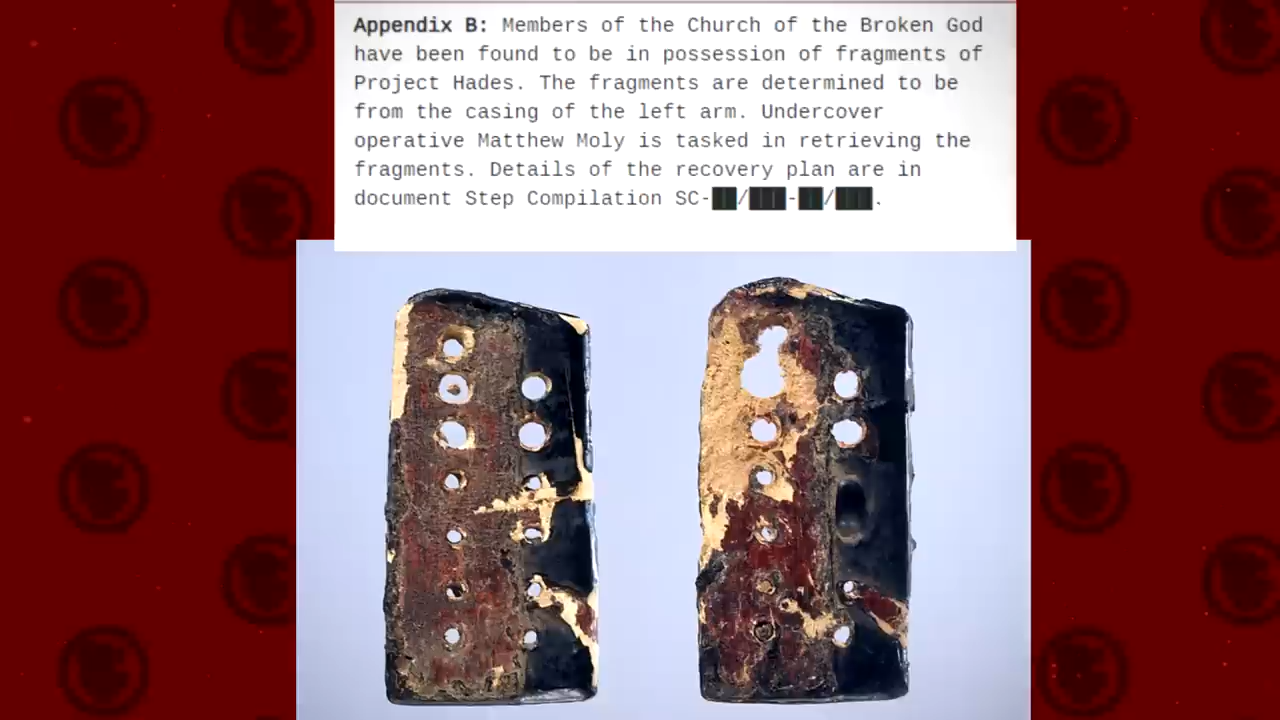 Appendix B: Members of the Church of the Broken God
have been found to be in possession of fragments of
Project Hades. The fragments are determined to be
from the casing of the left arm. Undercover
operative Matthew Moly is tasked in retrieving the
fragments. Details of the recovery plan are in
document Step Compilation SC-██/███-██/███.